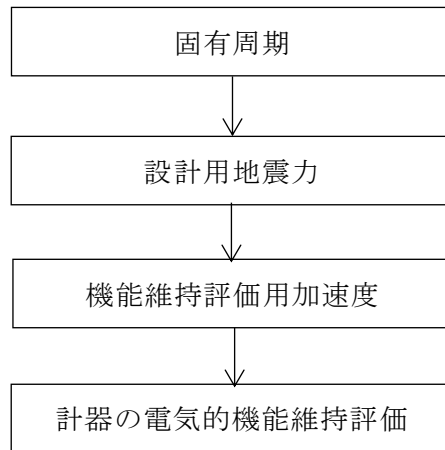 固有周期
設計用地震力
機能維持評価用加速度
計器の電気的機能維持評価